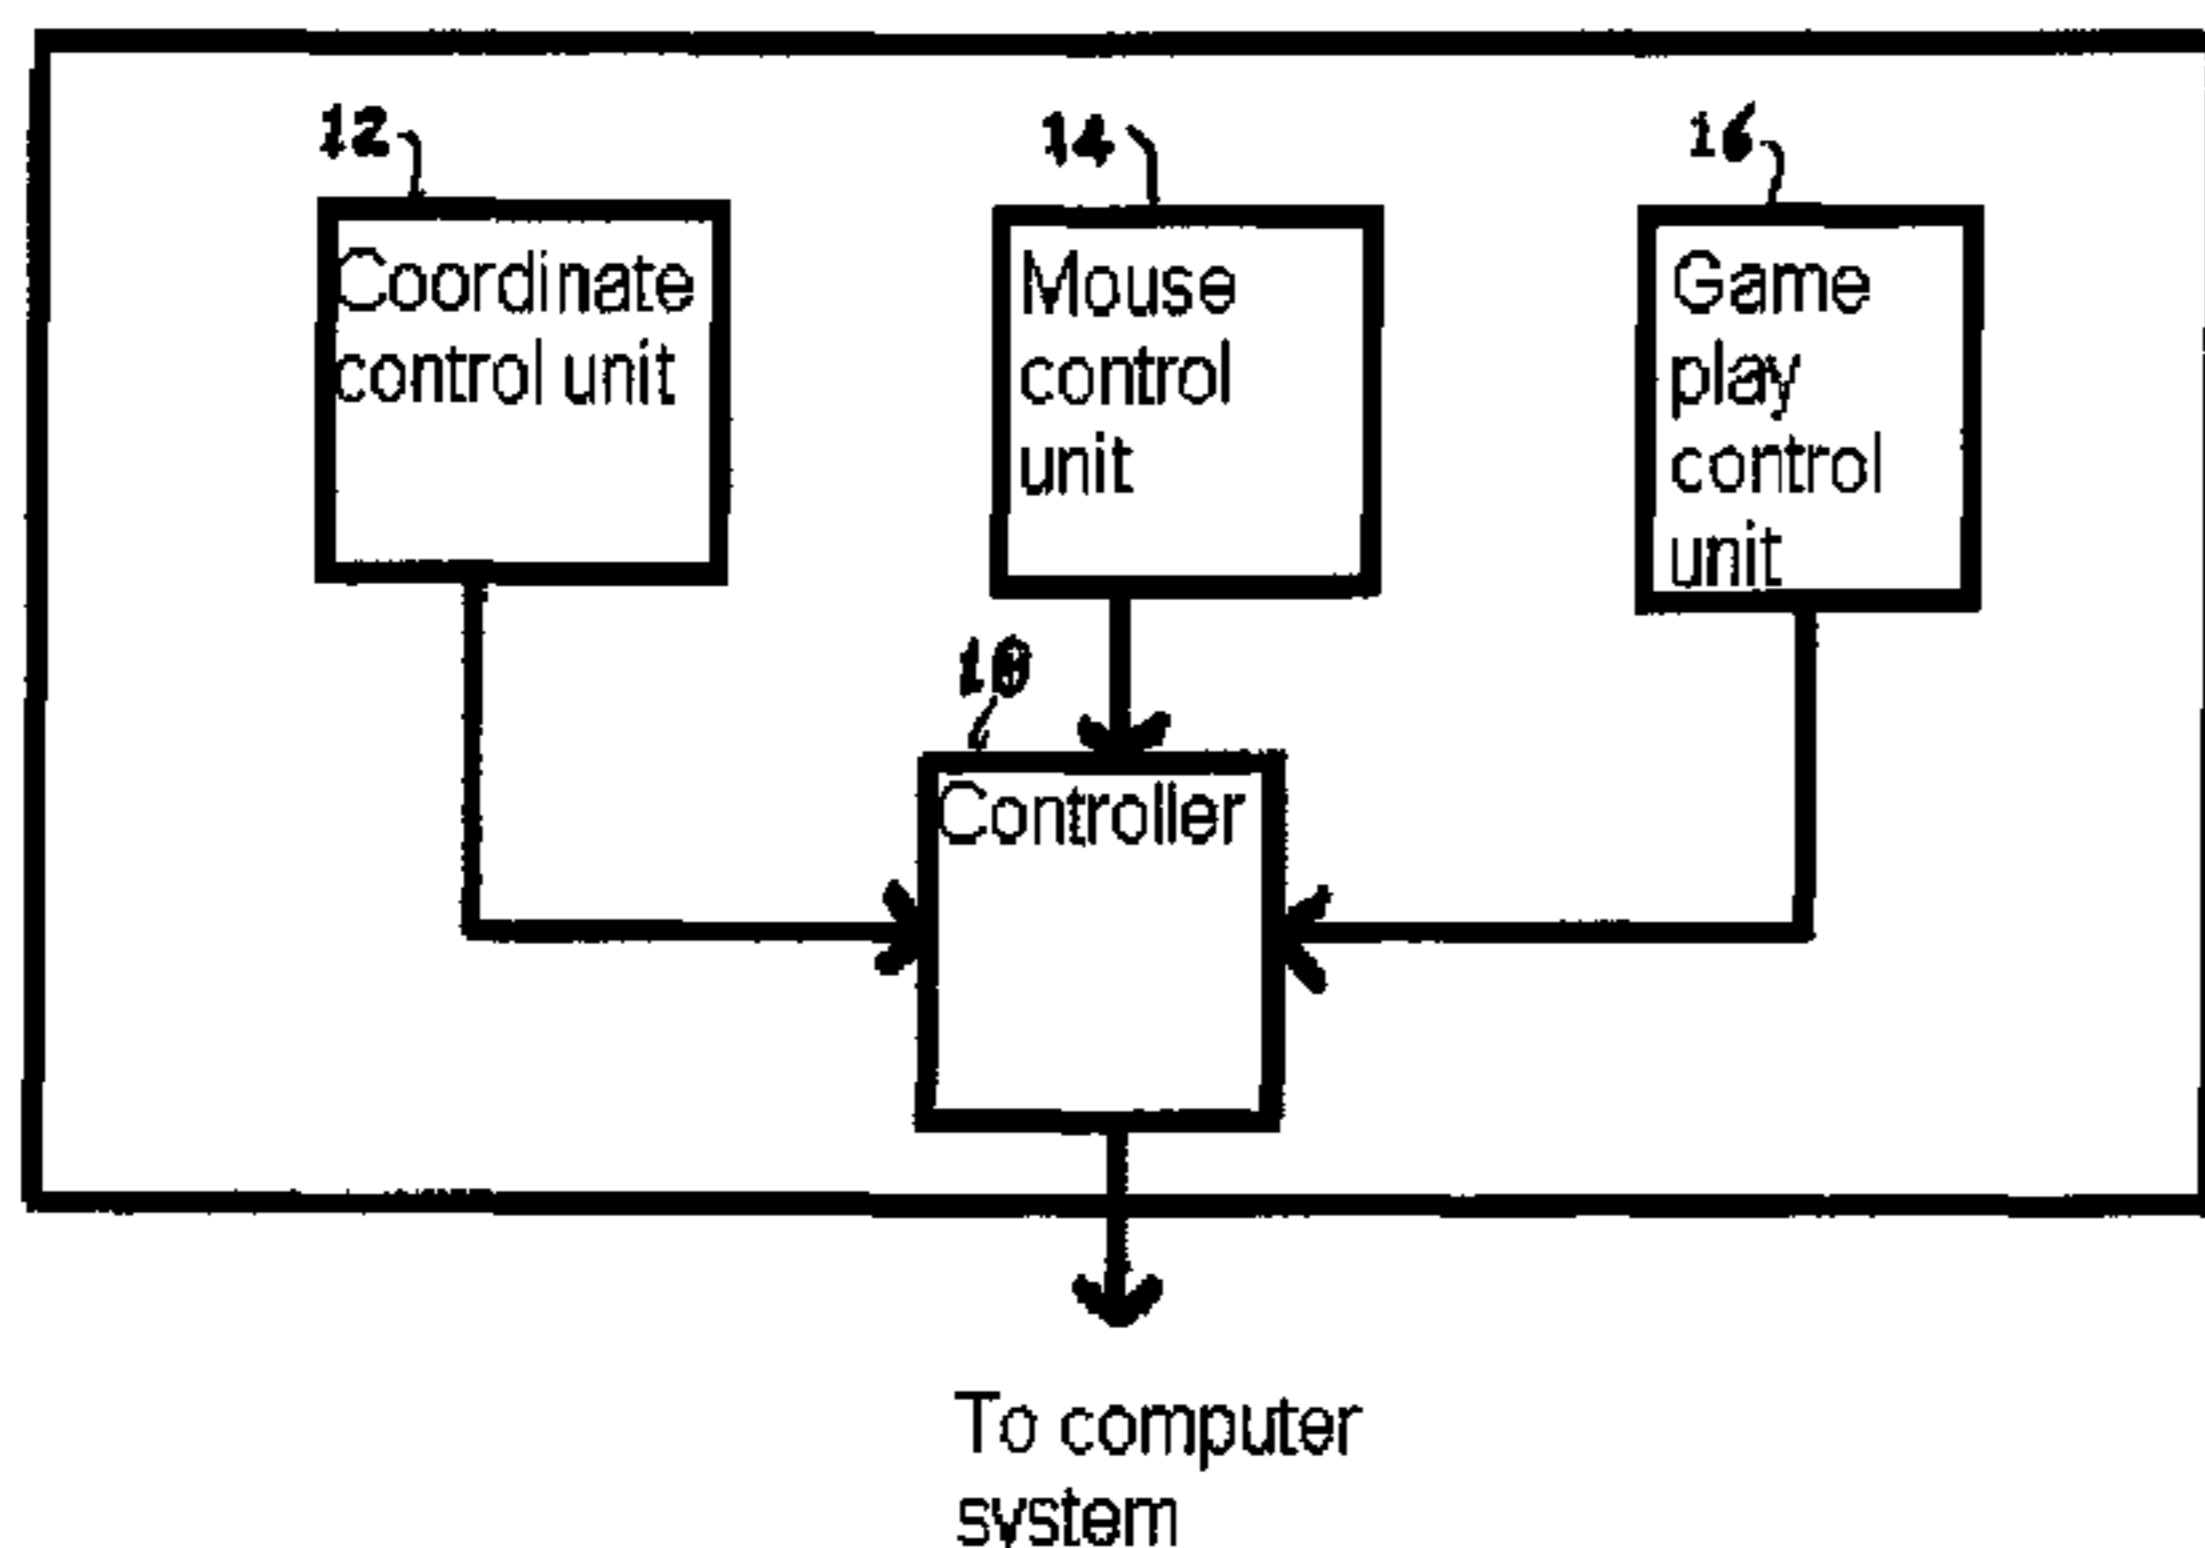 12
14
16
Coordinate
control unit
Mouse
control
unit
Game
play
control
unit
10
Controller
To computer
system